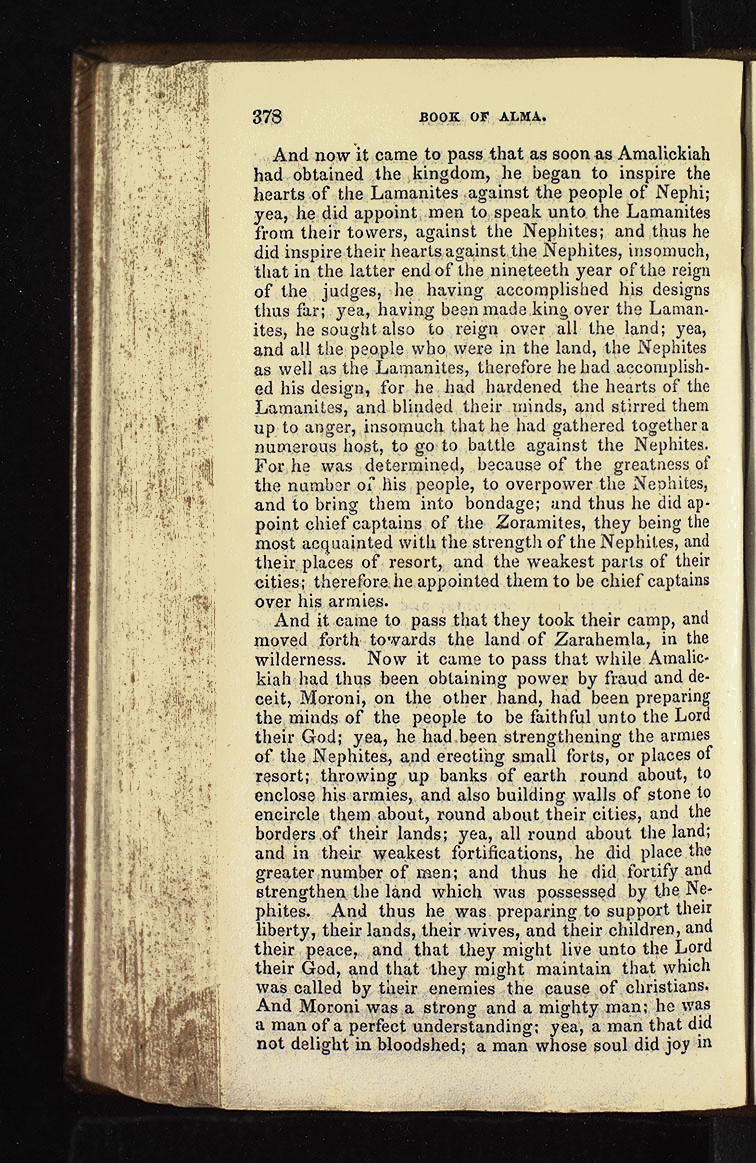 378 BOOK OF ALMA.
And now it came to pass that as soon as Amalickiah
had obtained the kingdom, he began to inspire the
hearts of the Lamanites against the people of Nephi;
yea, he did appoint men to speak unto the Lamanites
from their towers, against the Nephites; and thus he
did inspire their hearts against the Nephites, insomuch,
that in the latter end of the nineteeth year of the reign
of the judges, he having accomplished his designs
thus far; yea, having been made king over the Laman-
ites, he sought also to reign over all the land; yea,
and all the people who were in the land, the Nephites
as well as the Lamanites, therefore he had accomplish-
ed his design, for he had hardened the hearts of the
Lamanites, and blinded their minds, and stirred them
up to anger, insomuch that he had gathered together a
numerous host, to go to battle against the Nephites.
For he was determined, because of the greatness of
the number of his people, to overpower the Nephites,
and to bring them into bondage; and thus he did ap-
point chief captains of the Zoramites, they being the
most acquainted with the strength of the Nephites, and
their places of resort, and the weakest parts of their
cities; therefore he appointed them to be chief captains
over his armies.
And it came to pass that they took their camp, and
moved forth towards the land of Zarahemla, in the
wilderness. Now it came to pass that while Amalic-
kiah had thus been obtaining power by fraud and de-
ceit, Moroni, on the other hand, had been preparing
the minds of the people to be faithful unto the Lord
their God; yea, he had been strengthening the armies
of the Nephites, and erecting small forts, or places of
resort; throwing up banks of earth round about, to
enclose his armies, and also building walls of stone to
encircle them about, round about their cities, and the
borders of their lands; yea, all round about the land;
and in their weakest fortifications, he did place the
greater number of men; and thus he did fortify and
strengthen the land which was possessed by the Ne-
phites. And thus he was preparing to support their
liberty, their lands, their wives, and their children, and
their peace, and that they might live unto the Lord
their God, and that they might maintain that which
was called by their enemies the cause of christians.
And Moroni was a strong and a mighty man; he was
a man of a perfect understanding; yea, a man that did
not delight in bloodshed; a man whose soul did joy in